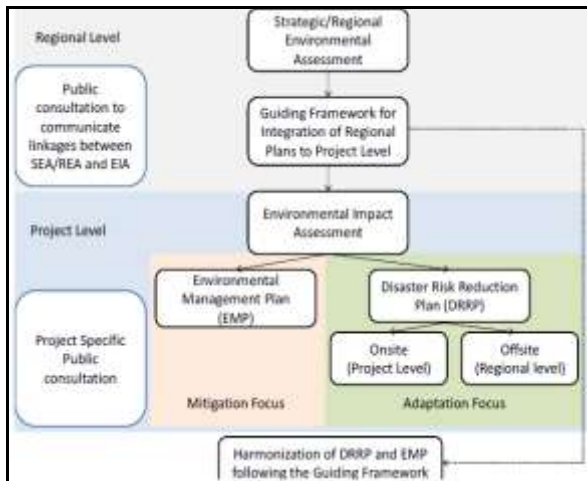 Regional Level
Strategic/Regional
Environmental
Assessment
Public
consultation to
communicate
linkages between
SEA/REA and EIA
Guiding Framework for
Integration of Regional
Plans to Project Level
Project Level
Environmental Impact
Assessment
Environmental
Management Plan
(EMP)
Disaster Risk Reduction
Plan (DRRP)
Project Specific
Public
consultation
Onsite
(Project Level)
Offsite
(Regional level)
Mitigation Focus
Adaptation Focus
Harmonization of DRRP and EMP
following the Guiding Framework